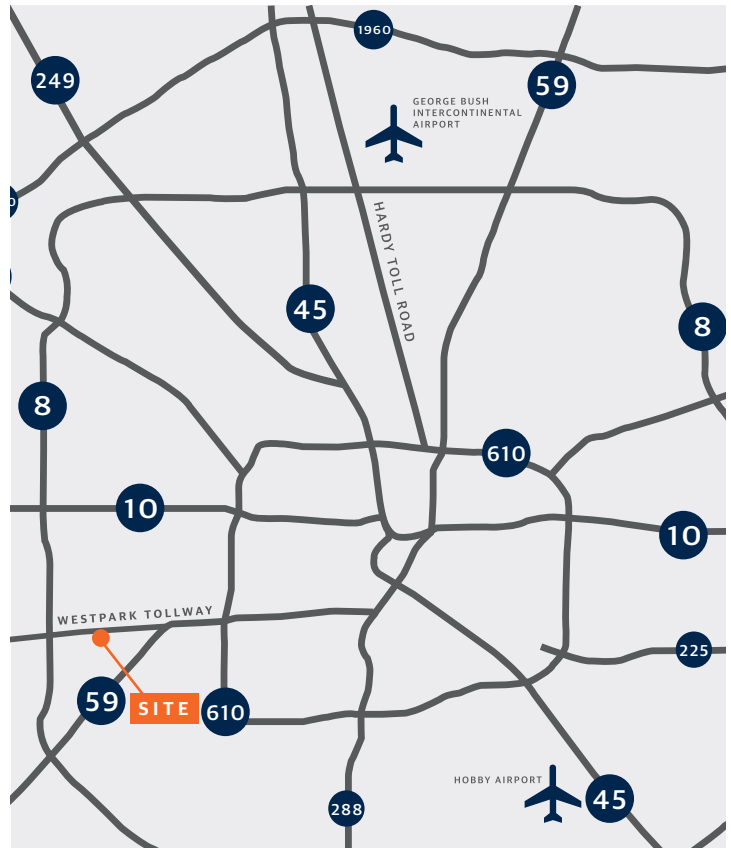 1960
249
59
GEORGE BUSH
INTERCONTINENTAL
AIRPORT
HARDY TOLL ROAD
45
8
8
610
10
10
WESTPARK TOLLWAY
225
59
SITE
610
HOBBY AIRPORT
45
288